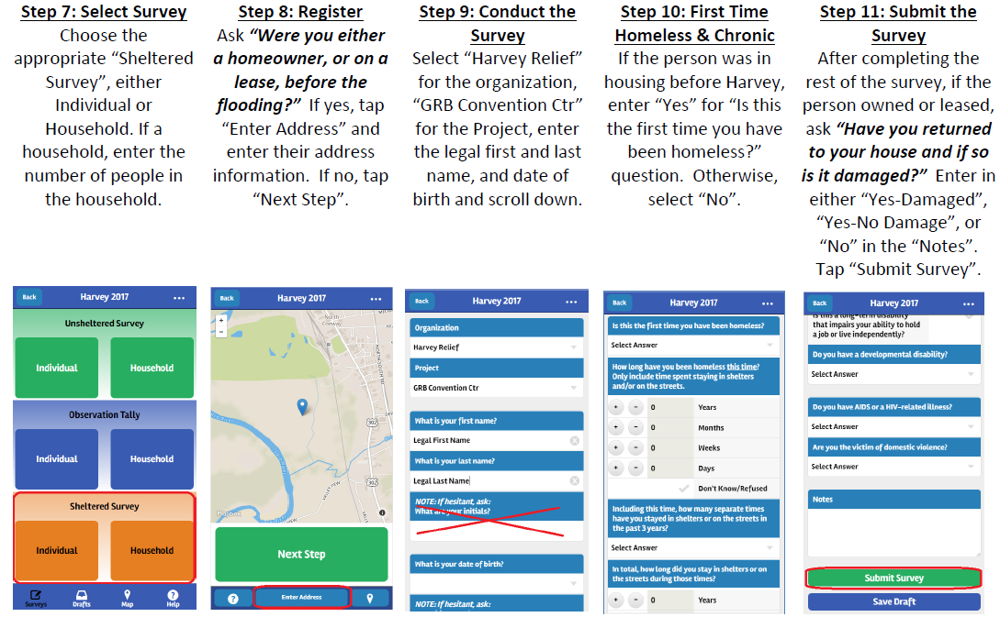 Step 7: Select Survey
Choose the
appropriate “Sheltered
Survey”, either
Individual or
Household. If a
household, enter the
number of people in
the household.
Step 8: Register
Ask “Were you either
a homeowner, or on a
lease, before the
flooding?” If yes, tap
“Enter Address” and
enter their address
information. If no, tap
“Next Step”.
Step 9: Conduct the
Survey
Select “Harvey Relief”
for the organization,
“GRB Convention Ctr”
for the Project, enter
the legal first and last
name, and date of
birth and scroll down.
Step 10: First Time
Homeless & Chronic
If the person was in
housing before Harvey,
enter “Yes” for “Is this
the first time you have
been homeless?”
question. Otherwise,
select “No”.
Step 11: Submit the
Survey
After completing the
rest of the survey, if the
person owned or leased,
ask “Have you returned
to your house and if so
is it damaged?” Enter in
either “Yes-Damaged”,
“Yes-No Damage”, or
“No” in the “Notes”.
Tap “Submit Survey”.
Back
Harvey 2017
Unsheltered Survey
Individual
Household
Observation Tally
Individual
Household
Sheltered Survey
Individual
Household
Surveys
Drafts
Map
Help
Back
Harvey 2017
+
-
North
Conway
302
302
VALLEY VIEW
Next Step
Enter Address
Back
Harvey 2017
Organization
Harvey Relief
Project
GRB Convention Ctr
What is your first name?
Legal First Name
What is your last name?
Legal Last Name
NOTE: If hesitant, ask:
What are your initials?
What is your date of birth?
NOTE: If hesitant, ask:
Back
Harvey 2017
Is this the first time you have been homeless?
Select Answer
How long have you been homeless this time?
Only include time spent staying in shelters
and/or on the streets.
+ - 0 Years
+ - 0 Months
+ - 0 Weeks
+ - 0 Days
Don't Know/Refused
Including this time, how many separate times
have you stayed in shelters or on the streets in
the past 3 years?
Select Answer
In total, how long did you stay in shelters or on
the streets during those times?
+ - 0 Years
Back
Harvey 2017
Is this a long-term disability
that impairs your ability to hold
a job or live independently?
Do you have a developmental disability?
Select Answer
Do you have AIDS or a HIV-related illness?
Select Answer
Are you the victim of domestic violence?
Select Answer
Notes
Submit Survey
Save Draft